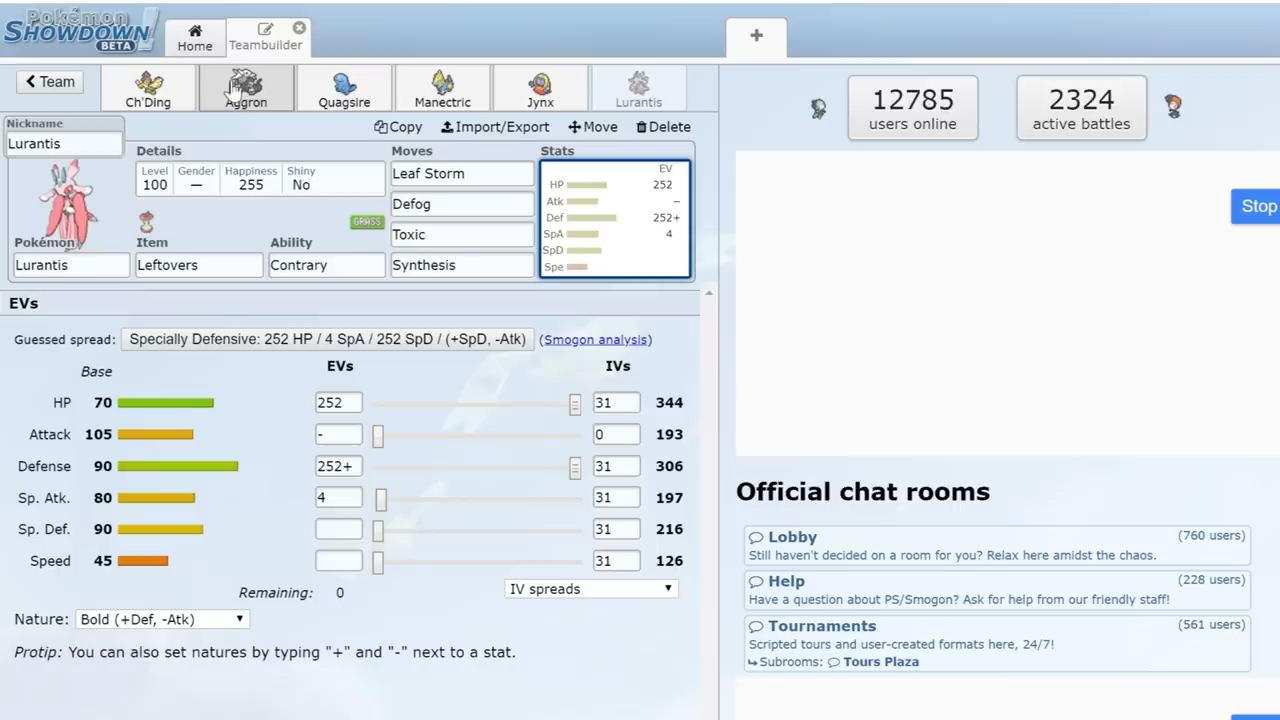 Pokémon
SHOWDOWN!
BETA
Home
Teambuilder
+
< Team
Ch'Ding
Aggron
Quagsire
Manectric
Jynx
Lurantis
12785
users online
2324
active battles
Nickname
Lurantis
Copy
Import/Export
Move
Delete
Details
Moves
Stats
Level
100
Gender
—
Happiness
255
Shiny
No
GRASS
Pokémon
Lurantis
Item
Leftovers
Ability
Contrary
Leaf Storm
Defog
Toxic
Synthesis
EV
HP 252
Atk –
Def 252+
SpA 4
SpD
Spe
Stop
EVs
Guessed spread: Specially Defensive: 252 HP / 4 SpA / 252 SpD / (+SpD, -Atk) (Smogon analysis)
Base EVs IVs
HP 70 252 31 344
Attack 105 - 0 193
Defense 90 252+ 31 306
Sp. Atk. 80 4 31 197
Sp. Def. 90 31 216
Speed 45 31 126
Remaining: 0
IV spreads
Nature: Bold (+Def, -Atk)
Protip: You can also set natures by typing "+" and "-" next to a stat.
Official chat rooms
Lobby (760 users)
Still haven't decided on a room for you? Relax here amidst the chaos.
Help (228 users)
Have a question about PS/Smogon? Ask for help from our friendly staff!
Tournaments (561 users)
Scripted tours and user-created formats here, 24/7!
Subrooms: Tours Plaza